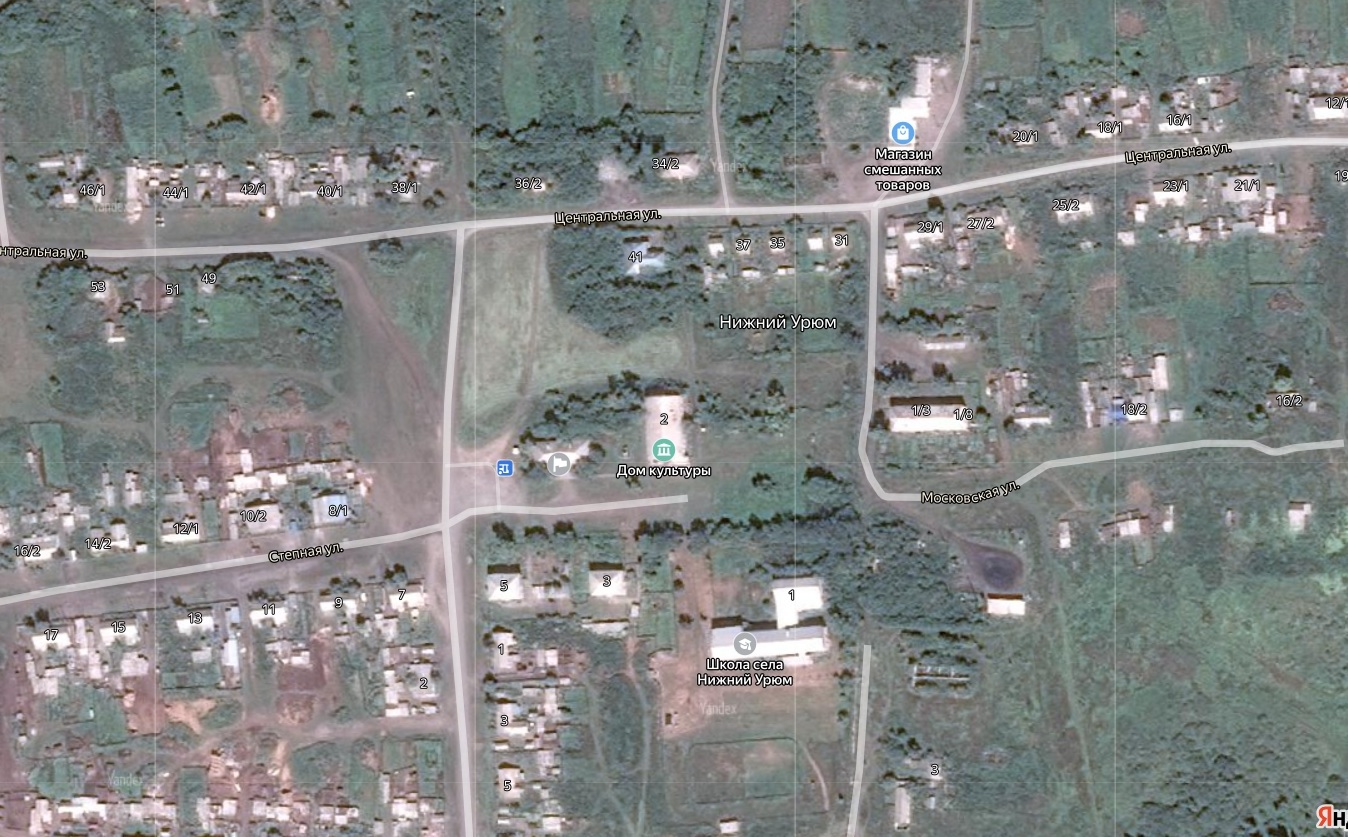 12/1
16/1
18/1
20/1
34/2
Магазин
смешанных
товаров
Центральная ул.
46/1
44/1
42/1
40/1
38/1
36/2
Центральная ул.
23/1
21/1
19
25/2
27/2
29/1
нтральная ул.
41
37
35
31
53
51
49
Нижний Урюм
2
Дом культуры
1/3
1/8
18/2
16/2
Московская ул.
16/2
14/2
12/1
10/2
8/1
Степная ул.
17
15
13
11
9
7
5
3
1
1
Школа села
Нижний Урюм
2
3
5
3
Yandex
Yandex
Yandex
Yandex
Янд